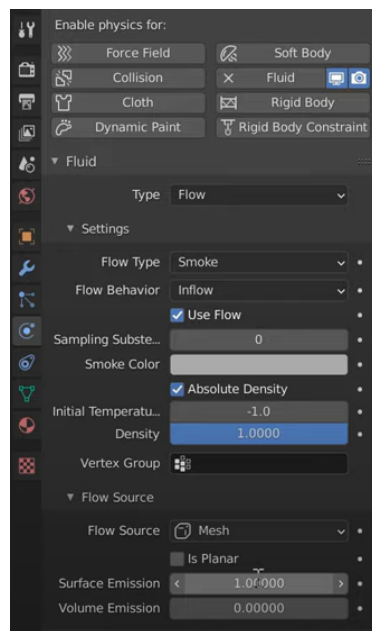 Enable physics for:
Force Field
Soft Body
Collision
Fluid
Cloth
Rigid Body
Dynamic Paint
Rigid Body Constraint
Fluid
Type Flow
Settings
Flow Type Smoke
Flow Behavior Inflow
Use Flow
Sampling Subste... 0
Smoke Color
Absolute Density
Initial Temperatu... -1.0
Density 1.0000
Vertex Group
Flow Source
Flow Source Mesh
Is Planar
Surface Emission 1.00000
Volume Emission 0.00000